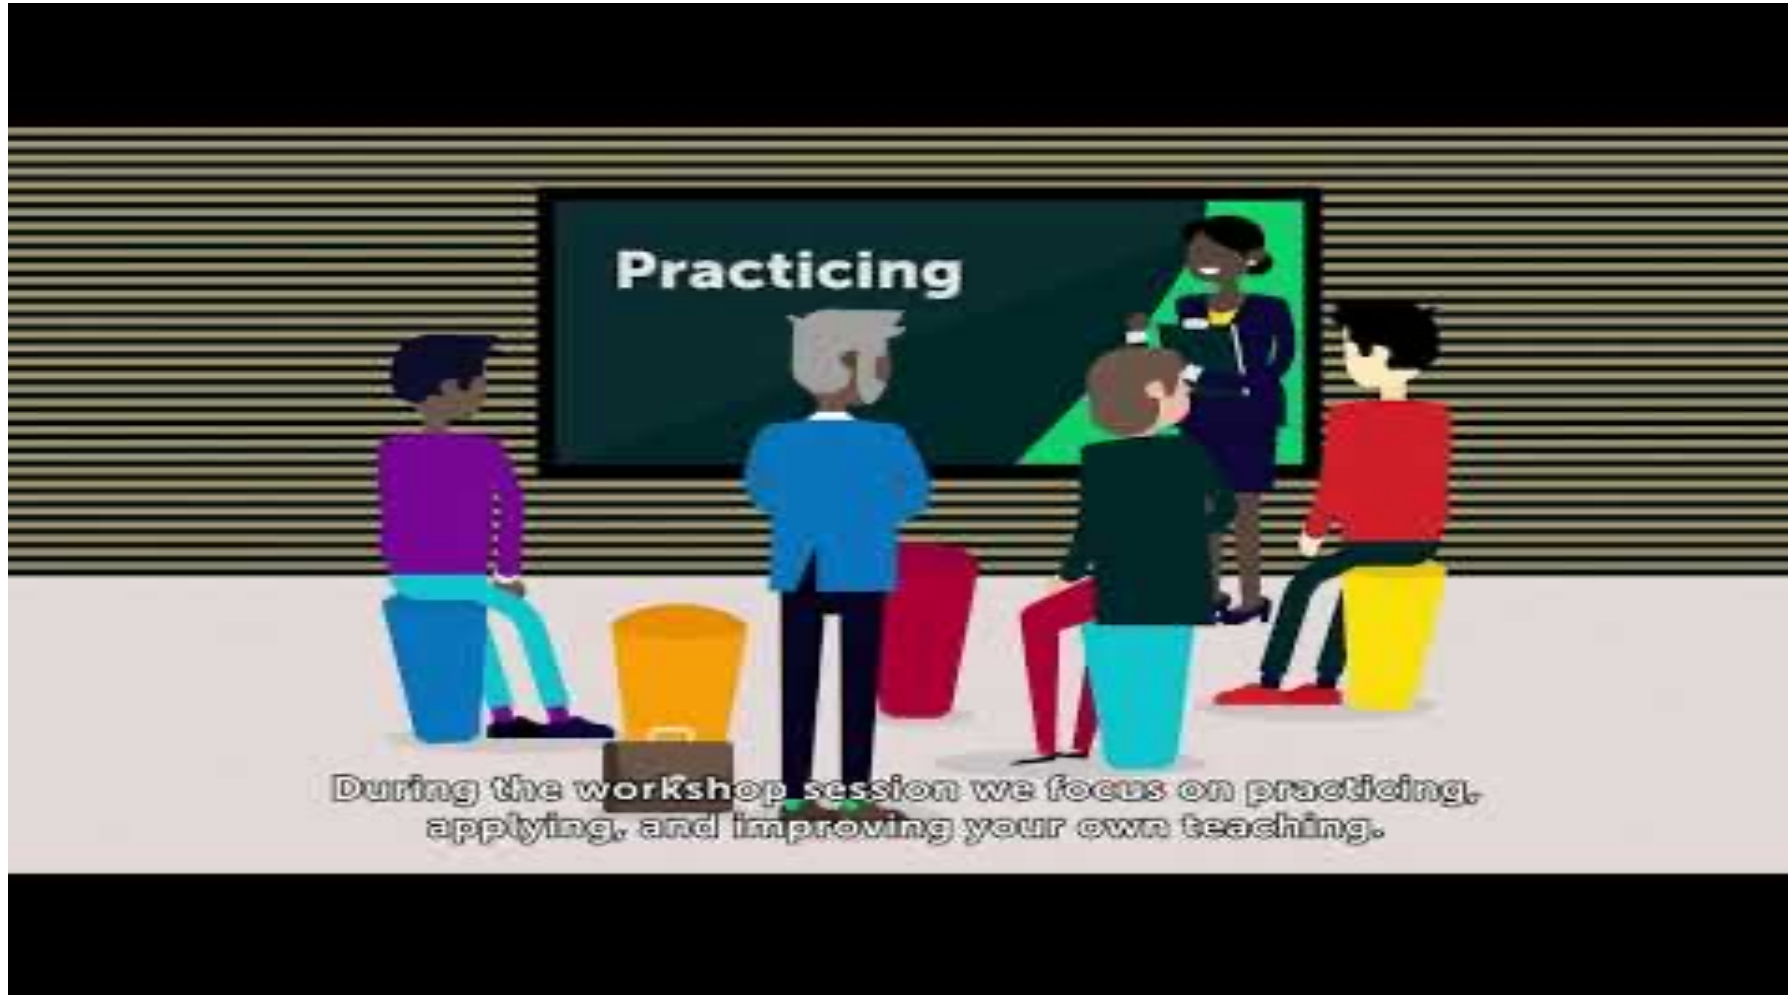 Practicing
During the workshop session we focus on practicing,
applying, and improving your own teaching.